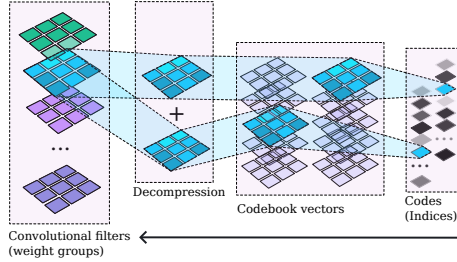 ...
+
...
...
Decompression
Codebook vectors
Codes
(Indices)
Convolutional filters
(weight groups)